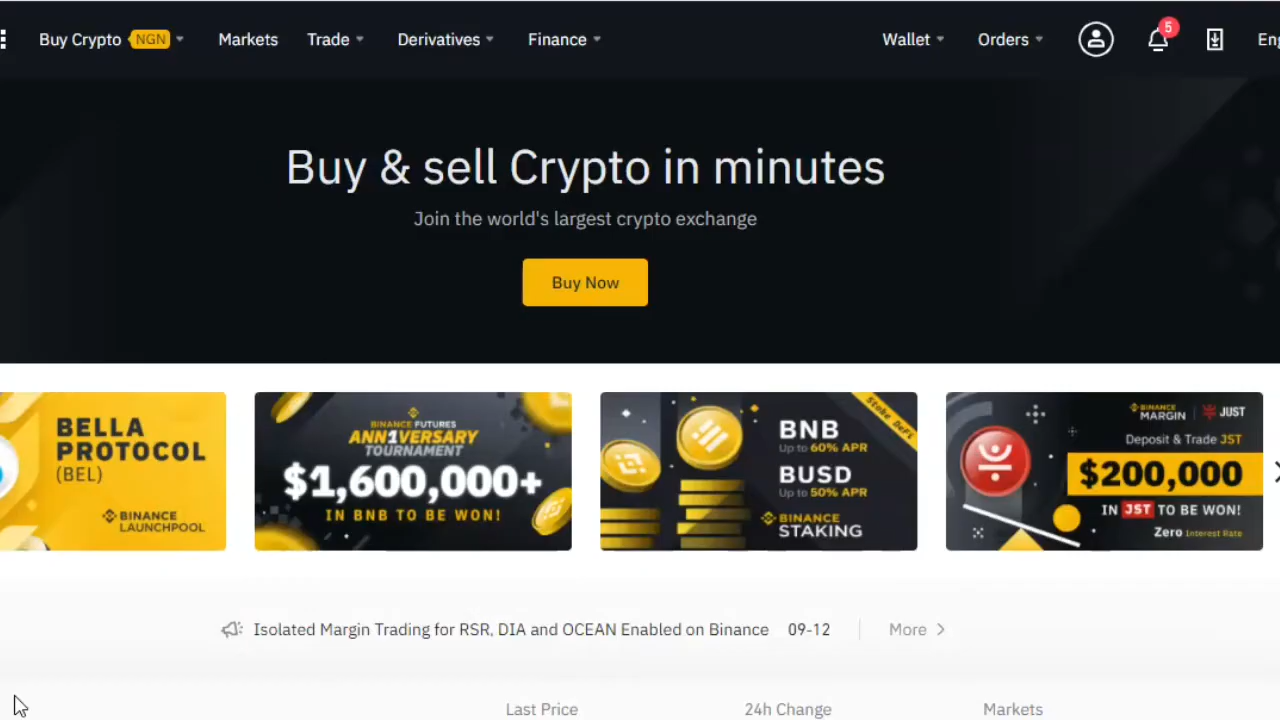 Buy Crypto NGN Markets Trade Derivatives Finance Wallet Orders 5 Eng
Buy & sell Crypto in minutes
Join the world's largest crypto exchange
Buy Now
BELLA
PROTOCOL
(BEL)
BINANCE
LAUNCHPOOL
BINANCE FUTURES
ANN1VERSARY
TOURNAMENT
$1,600,000+
IN BNB TO BE WON!
Stake DeFi
BNB
Up to 60% APR
BUSD
Up to 50% APR
BINANCE
STAKING
BINANCE
MARGIN
JUST
Deposit & Trade JST
$200,000
IN JST TO BE WON!
Zero Interest Rate
Isolated Margin Trading for RSR, DIA and OCEAN Enabled on Binance 09-12 More
Last Price 24h Change Markets